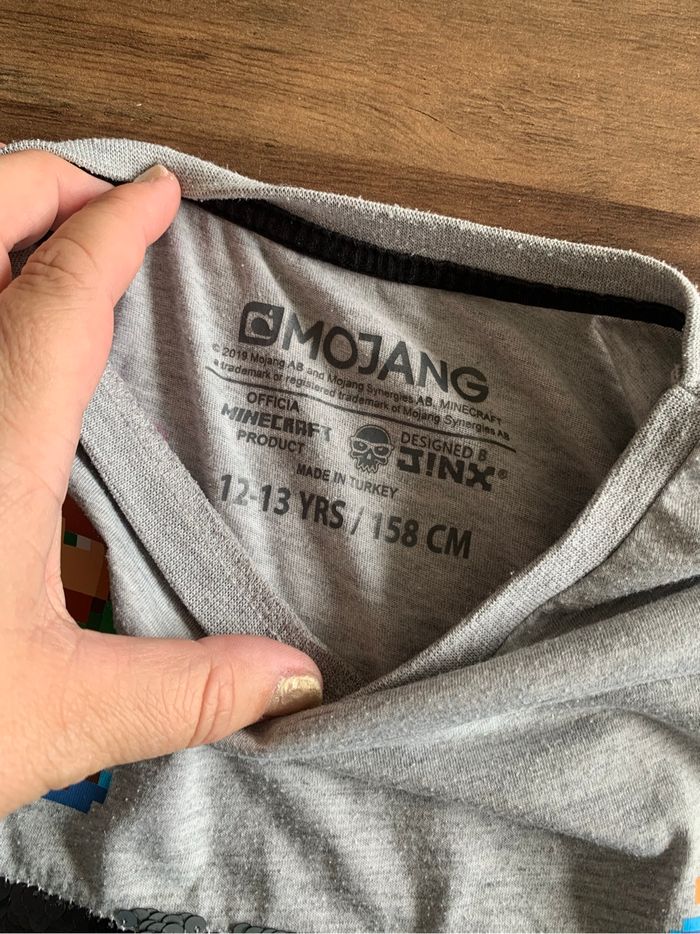 MOJANG
© 2019 Mojang AB and Mojang Synergies AB. MINECRAFT
trademark or registered trademark of Mojang Synergies AB
OFFICIA
MINECRAFT
PRODUCT
DESIGNED B
J!NX®
MADE IN TURKEY
12-13 YRS / 158 CM